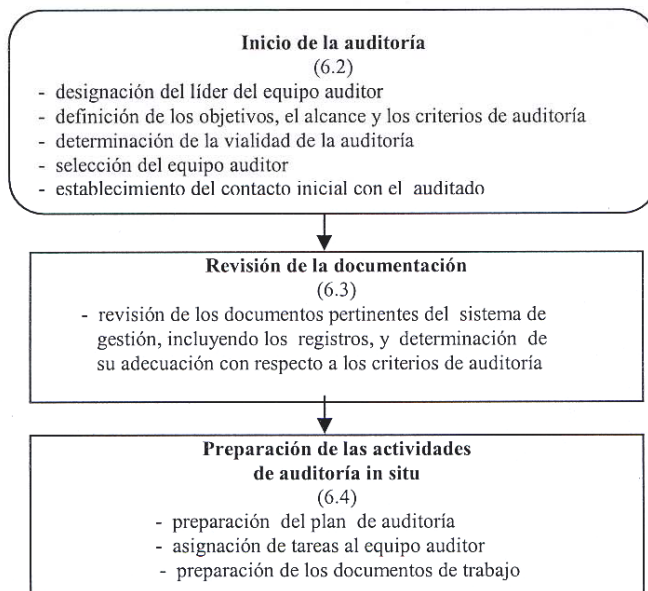 Inicio de la auditoría
(6.2)
- designación del líder del equipo auditor
- definición de los objetivos, el alcance y los criterios de auditoría
- determinación de la vialidad de la auditoría
- selección del equipo auditor
- establecimiento del contacto inicial con el auditado
Revisión de la documentación
(6.3)
- revisión de los documentos pertinentes del sistema de
gestión, incluyendo los registros, y determinación de
su adecuación con respecto a los criterios de auditoría
Preparación de las actividades
de auditoría in situ
(6.4)
- preparación del plan de auditoría
- asignación de tareas al equipo auditor
- preparación de los documentos de trabajo